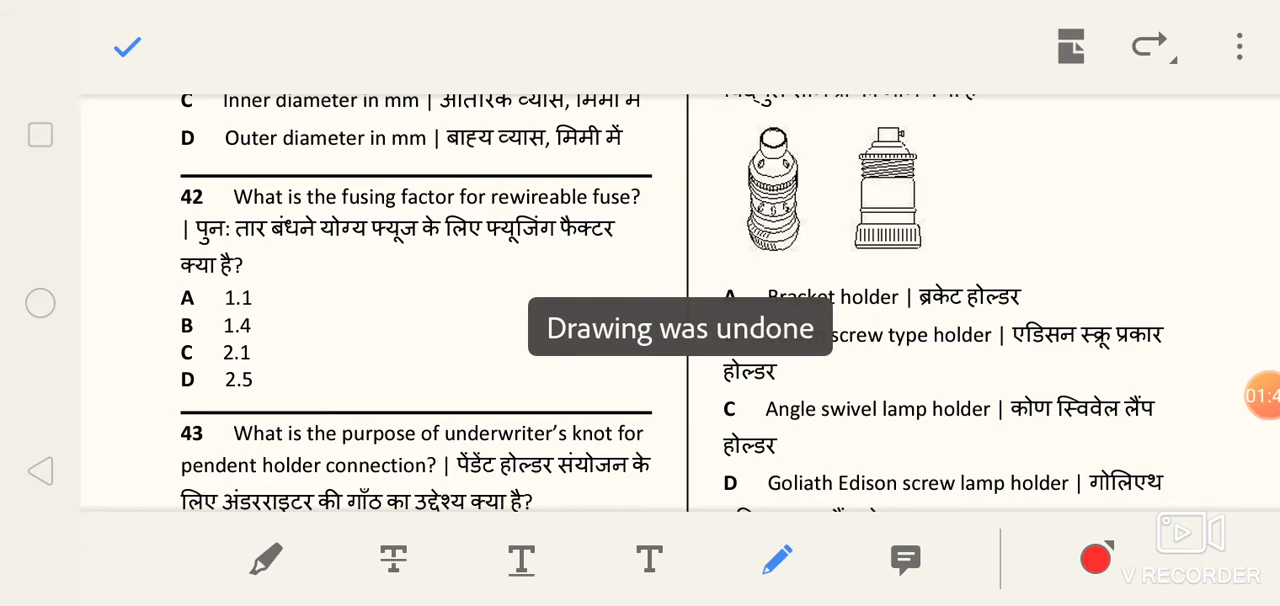 C Inner diameter in mm | आंतरिक व्यास, मिमी में
D Outer diameter in mm | बाह्य व्यास, मिमी में
42 What is the fusing factor for rewireable fuse?
| पुन: तार बंधने योग्य फ्यूज के लिए फ्यूजिंग फैक्टर
क्या है?
A 1.1
B 1.4
C 2.1
D 2.5
43 What is the purpose of underwriter’s knot for
pendent holder connection? | पेंडेंट होल्डर संयोजन के
लिए अंडरराइटर की गाँठ का उद्देश्य क्या है?
A Bracket holder | ब्रकेट होल्डर
screw type holder | एडिसन स्क्रू प्रकार
होल्डर
C Angle swivel lamp holder | कोण स्विवेल लैंप
होल्डर
D Goliath Edison screw lamp holder | गोलिएथ
Drawing was undone
01:4
V RECORDER